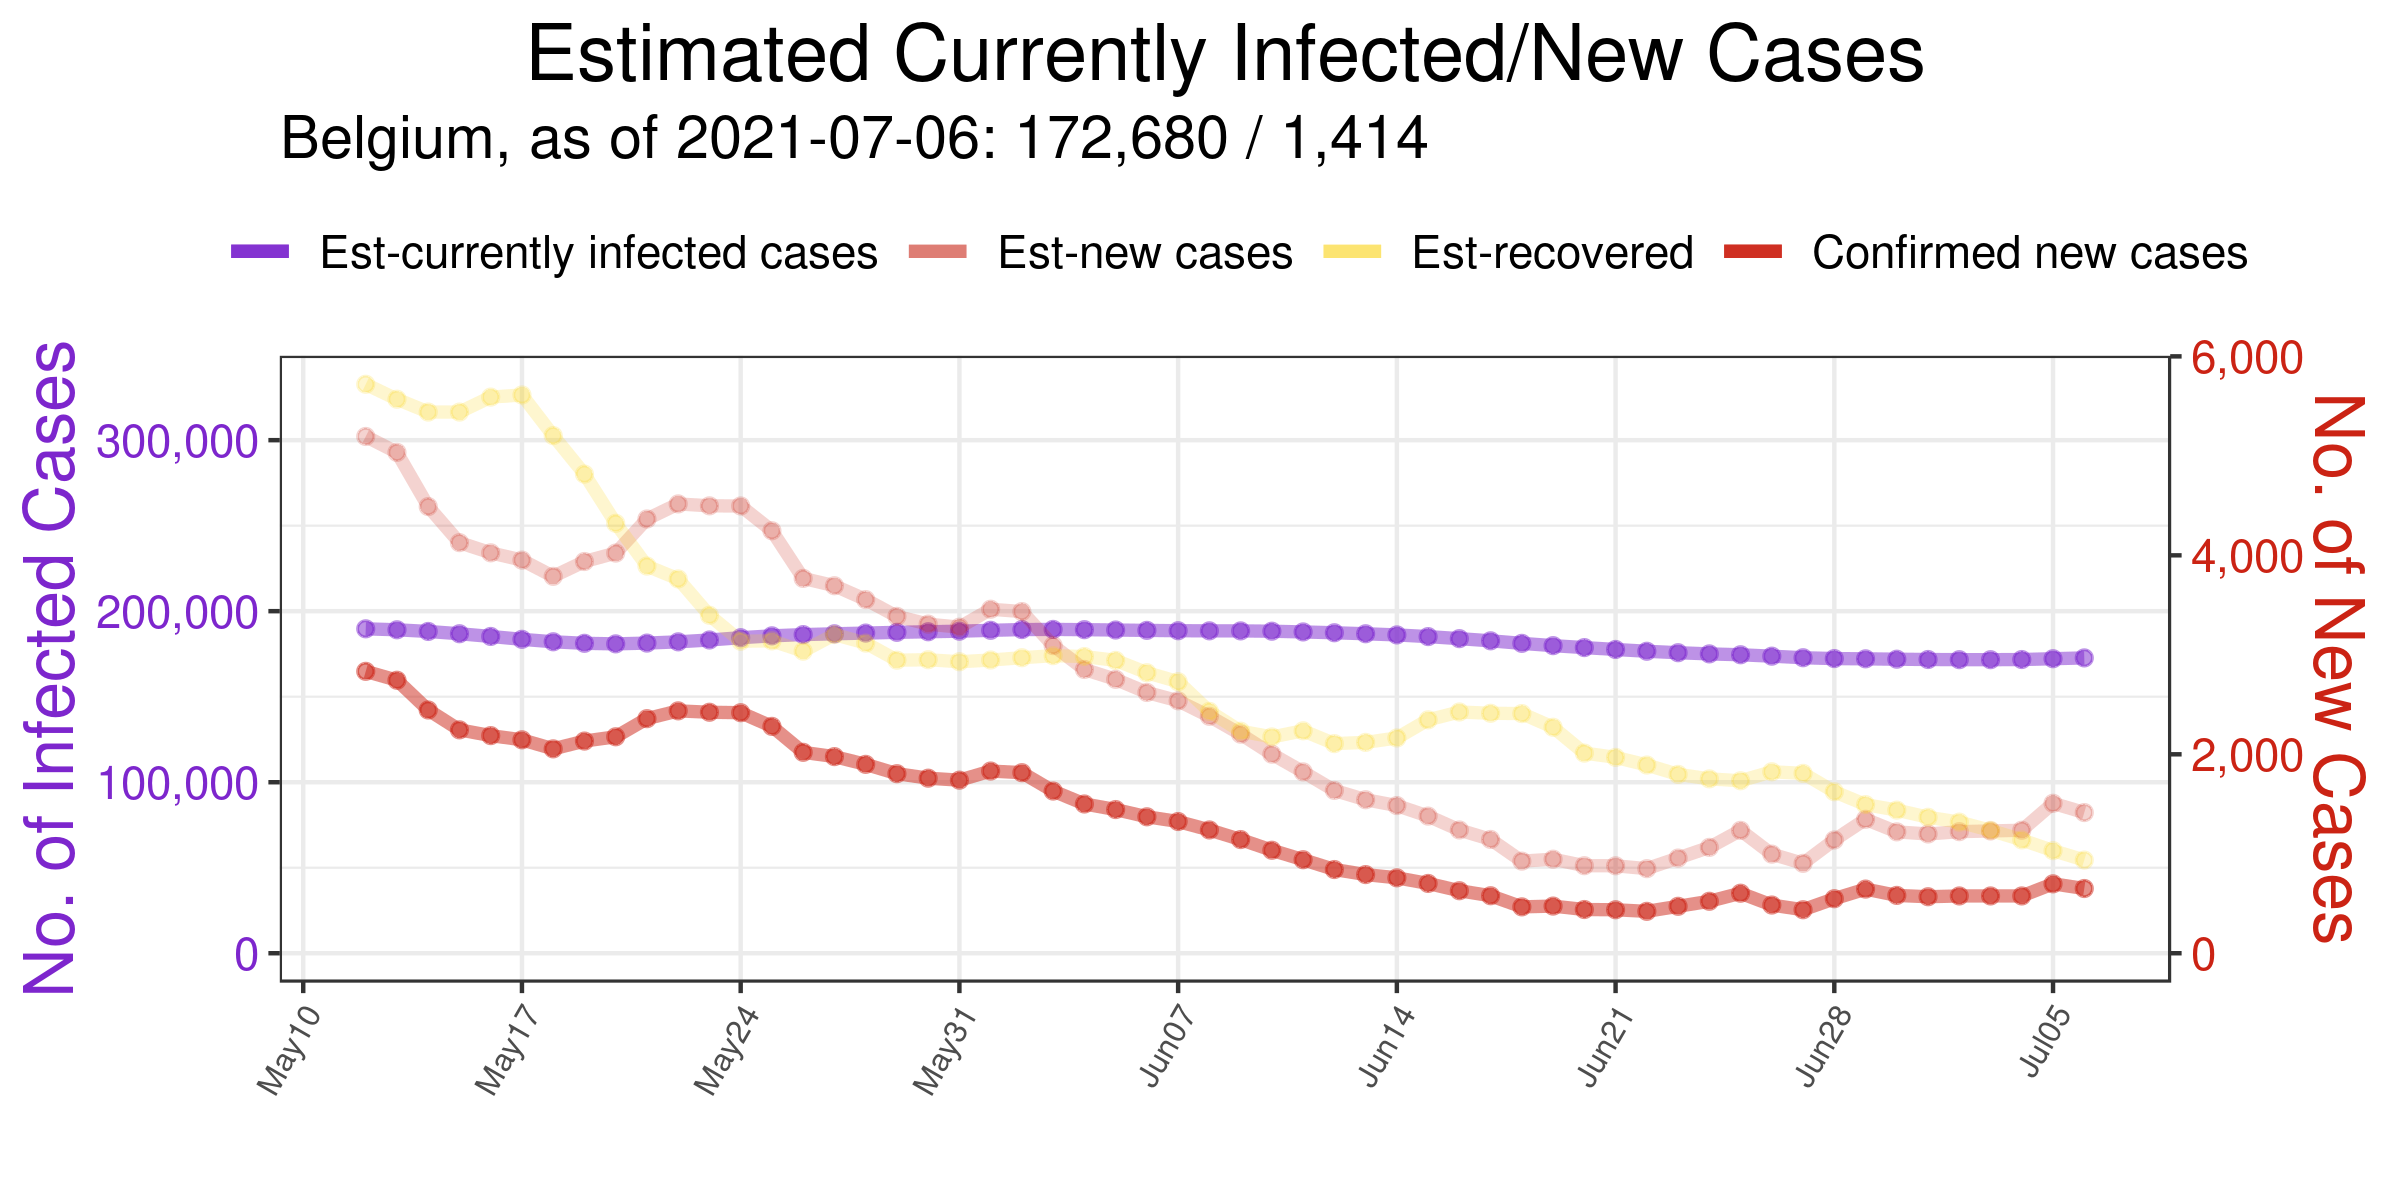 Estimated Currently Infected/New Cases
Belgium, as of 2021-07-06: 172,680 / 1,414
Est-currently infected cases Est-new cases Est-recovered Confirmed new cases
No. of Infected Cases
300,000
200,000
100,000
0
6,000
4,000
2,000
0
No. of New Cases
May10 May17 May24 May31 Jun07 Jun14 Jun21 Jun28 Jul05